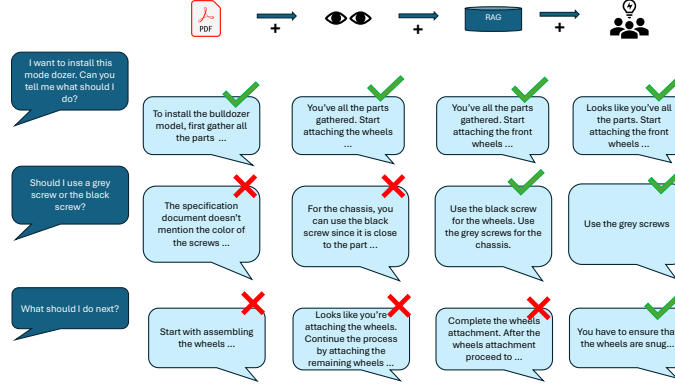 PDF
+
+
RAG
+
I want to install this
mode dozer. Can you
tell me what should I
do?
To install the bulldozer
model, first gather all
the parts ...
You've all the parts
gathered. Start
attaching the wheels
...
You've all the parts
gathered. Start
attaching the front
wheels ...
Looks like you've all
the parts. Start
attaching the front
wheels ...
Should I use a grey
screw or the black
screw?
The specification
document doesn't
mention the color of
the screws ...
For the chassis, you
can use the black
screw since it is close
to the part ...
Use the black screw
for the wheels. Use
the grey screws for the
chassis.
Use the grey screws
What should I do next?
Start with assembling
the wheels ...
Looks like you're
attaching the wheels.
Continue the process
by attaching the
remaining wheels ...
Complete the wheels
attachment. After the
wheels attachment
proceed to ...
You have to ensure that
the wheels are snug...